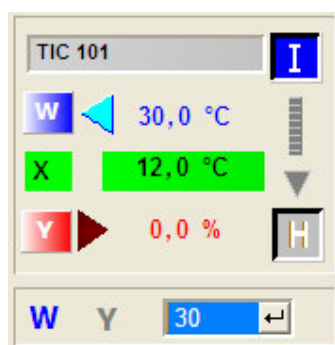 TIC 101 I
W 30,0 °C
X 12,0 °C
Y 0,0 % H
W Y 30